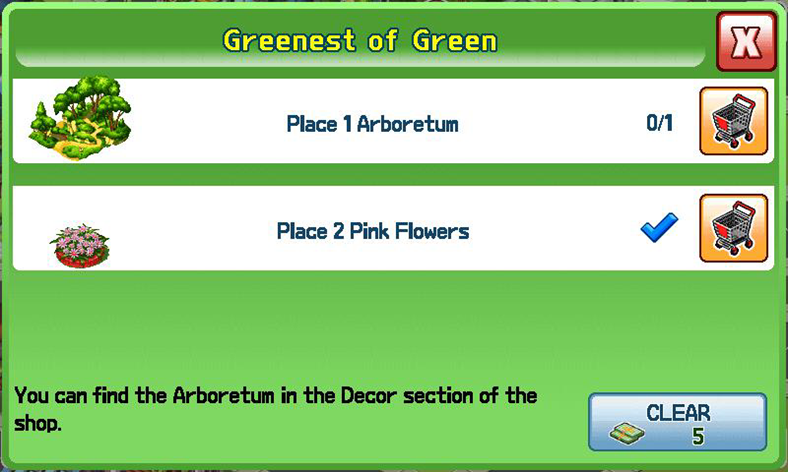 Greenest of Green
X
Place 1 Arboretum
0/1
Place 2 Pink Flowers
You can find the Arboretum in the Decor section of the
shop.
CLEAR
5